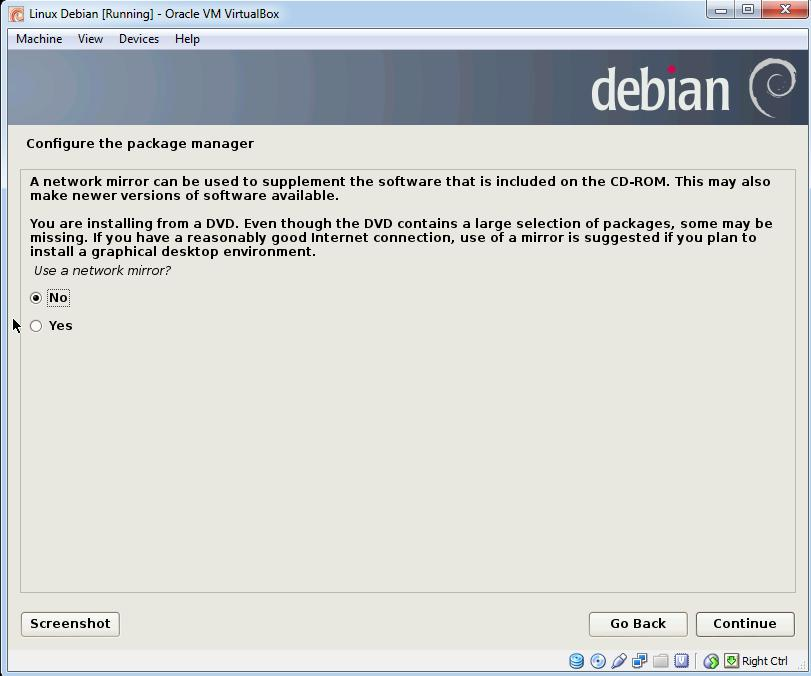 Linux Debian [Running] - Oracle VM VirtualBox
Machine View Devices Help
debian
Configure the package manager
A network mirror can be used to supplement the software that is included on the CD-ROM. This may also
make newer versions of software available.
You are installing from a DVD. Even though the DVD contains a large selection of packages, some may be
missing. If you have a reasonably good Internet connection, use of a mirror is suggested if you plan to
install a graphical desktop environment.
Use a network mirror?
No
Yes
Screenshot Go Back Continue
Right Ctrl